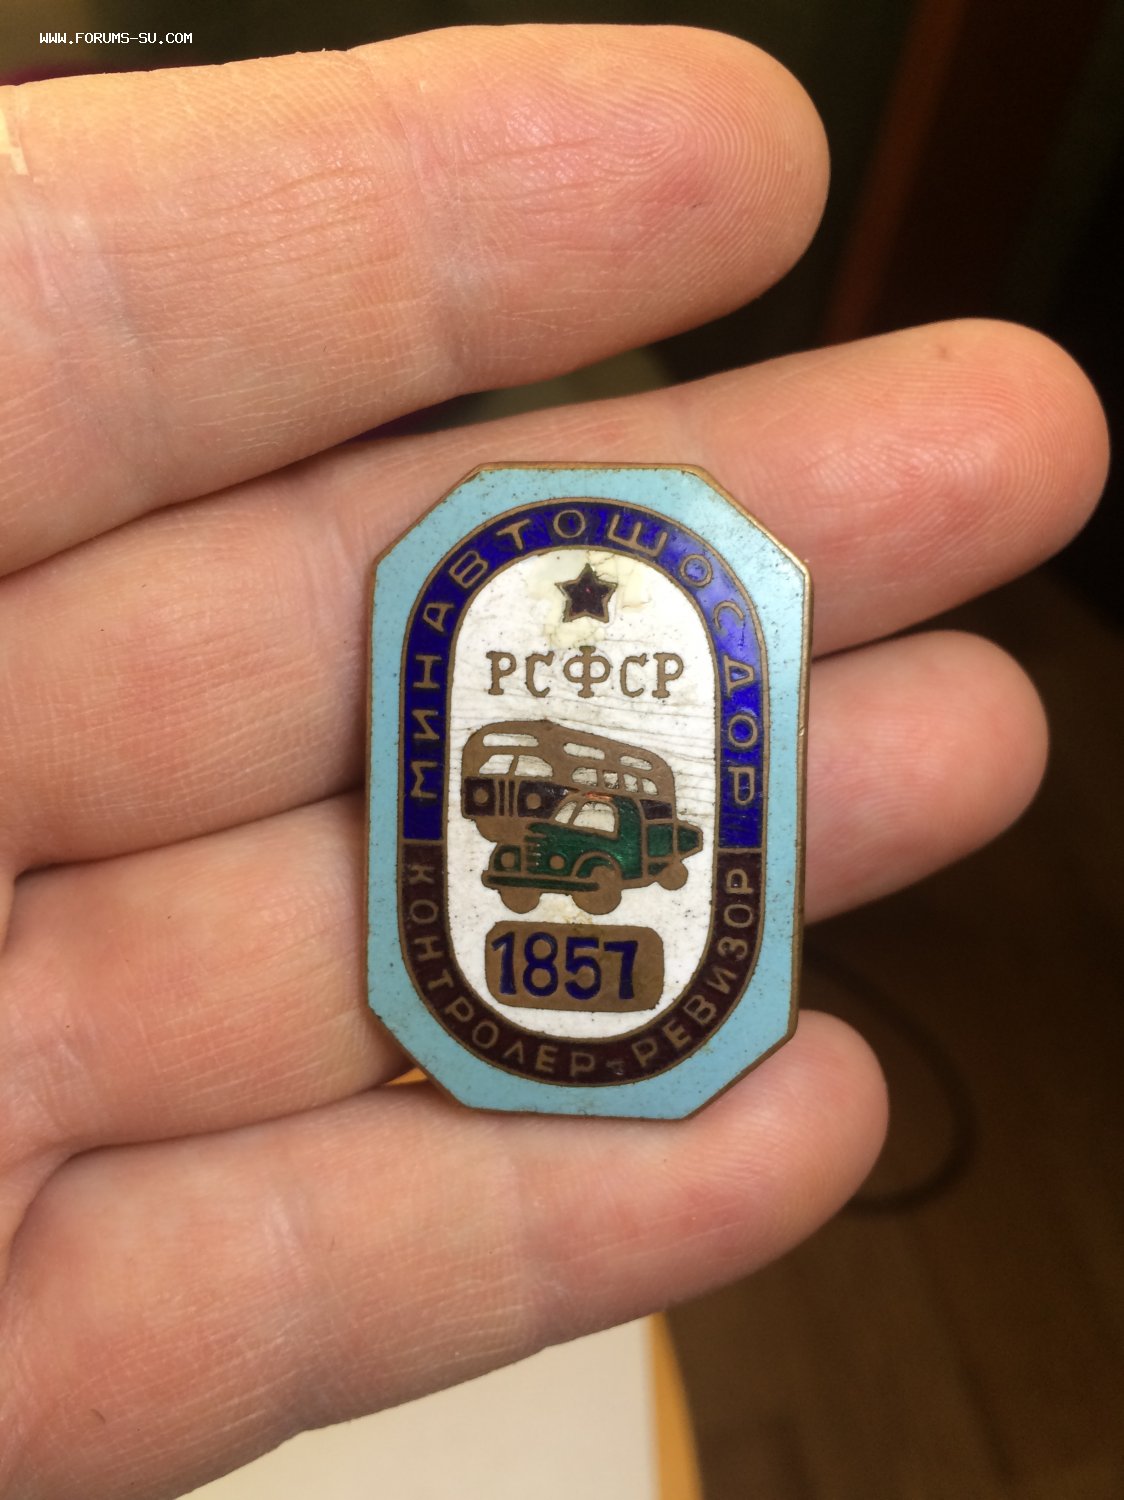 WWW.FORUMS-SU.COM
МИНАВТОШОСДОР
РСФСР
1857
КОНТРОЛЕР-РЕВИЗОР